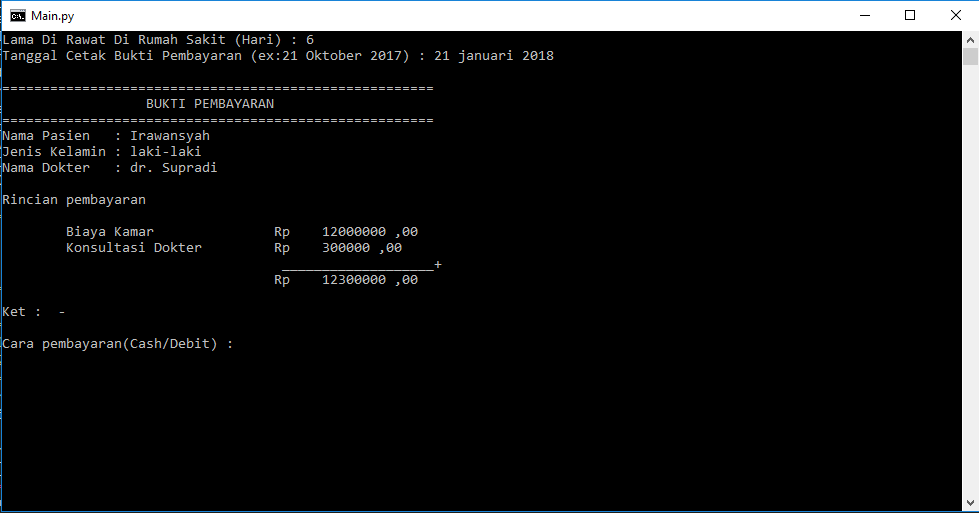 Main.py
Lama Di Rawat Di Rumah Sakit (Hari) : 6
Tanggal Cetak Bukti Pembayaran (ex:21 Oktober 2017) : 21 januari 2018
======================================================
BUKTI PEMBAYARAN
======================================================
Nama Pasien   : Irawansyah
Jenis Kelamin : laki-laki
Nama Dokter   : dr. Supradi
Rincian pembayaran
Biaya Kamar               Rp    12000000 ,00
Konsultasi Dokter         Rp    300000 ,00
___________________+
Rp    12300000 ,00
Ket :  -
Cara pembayaran(Cash/Debit) :